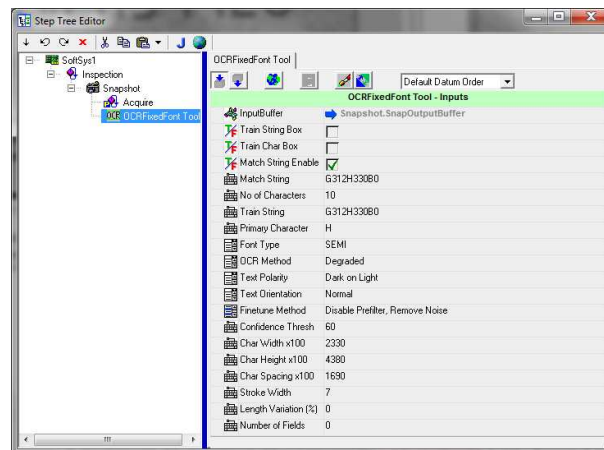 Step Tree Editor
SoftSys1
Inspection
Snapshot
Acquire
OCR OCRFixedFont Tool
OCRFixedFont Tool
Default Datum Order
OCRFixedFont Tool - Inputs
InputBuffer Snapshot.SnapOutputBuffer
Train String Box
Train Char Box
Match String Enable
Match String G312H330B0
No of Characters 10
Train String G312H330B0
Primary Character H
Font Type SEMI
OCR Method Degraded
Text Polarity Dark on Light
Text Orientation Normal
Finetune Method Disable Prefilter, Remove Noise
Confidence Thresh 60
Char Width x100 2330
Char Height x100 4380
Char Spacing x100 1690
Stroke Width 7
Length Variation (%) 0
Number of Fields 0